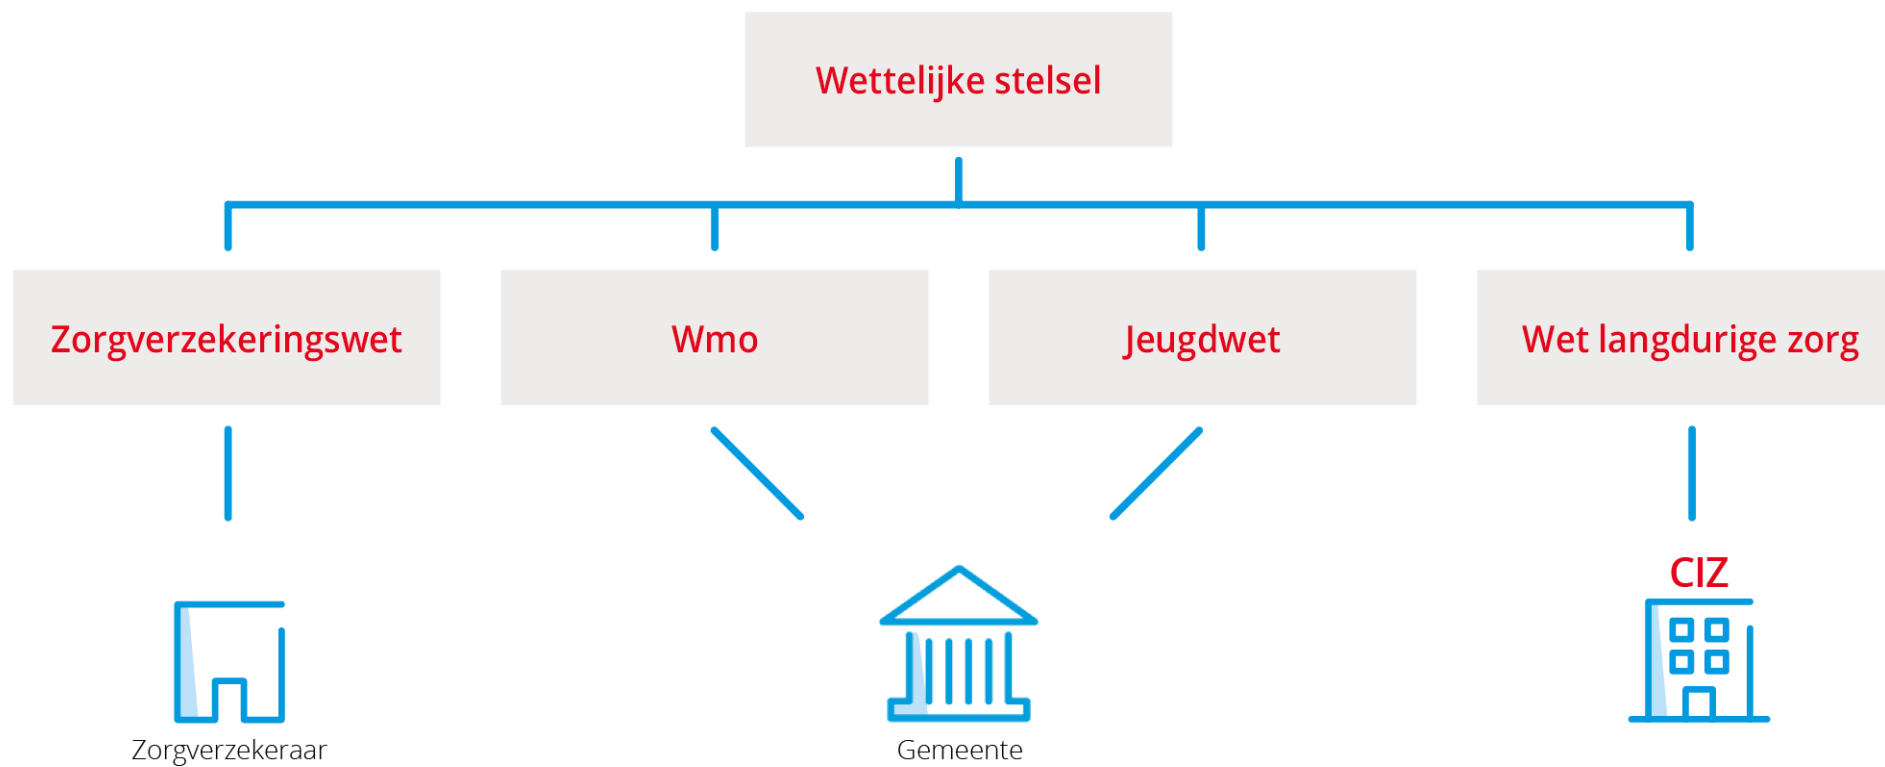 Wettelijke stelsel
Zorgverzekeringswet
Wmo
Jeugdwet
Wet langdurige zorg
CIZ
Zorgverzekeraar
Gemeente